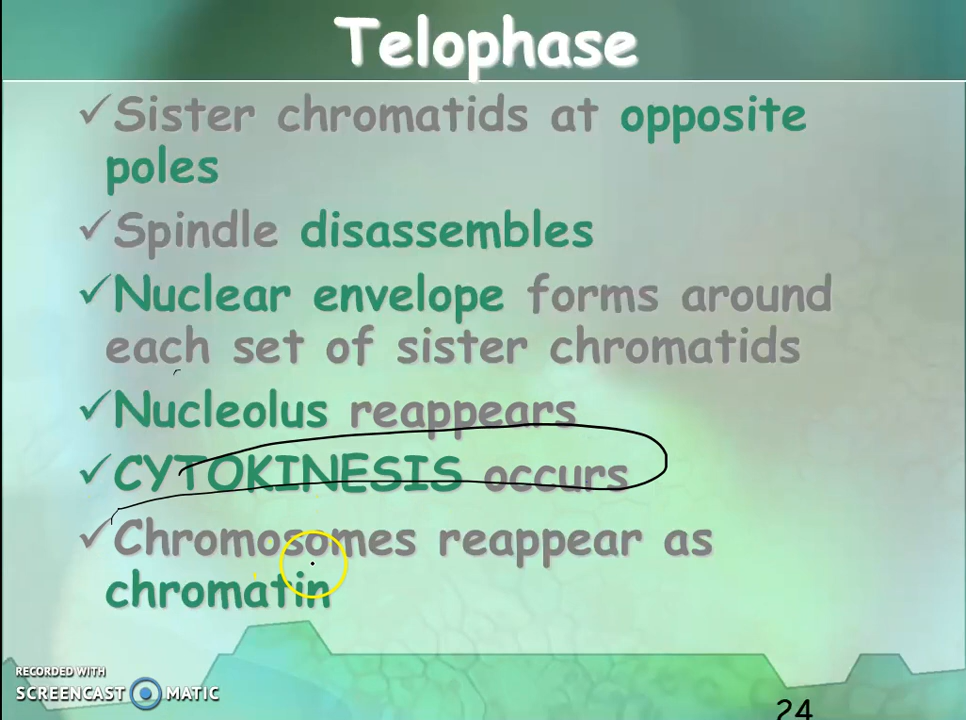 Telophase
✓Sister chromatids at opposite
poles
✓Spindle disassembles
✓Nuclear envelope forms around
each set of sister chromatids
✓Nucleolus reappears
✓CYTOKINESIS occurs
✓Chromosomes reappear as
chromatin
RECORDED WITH
SCREENCAST MATIC
24